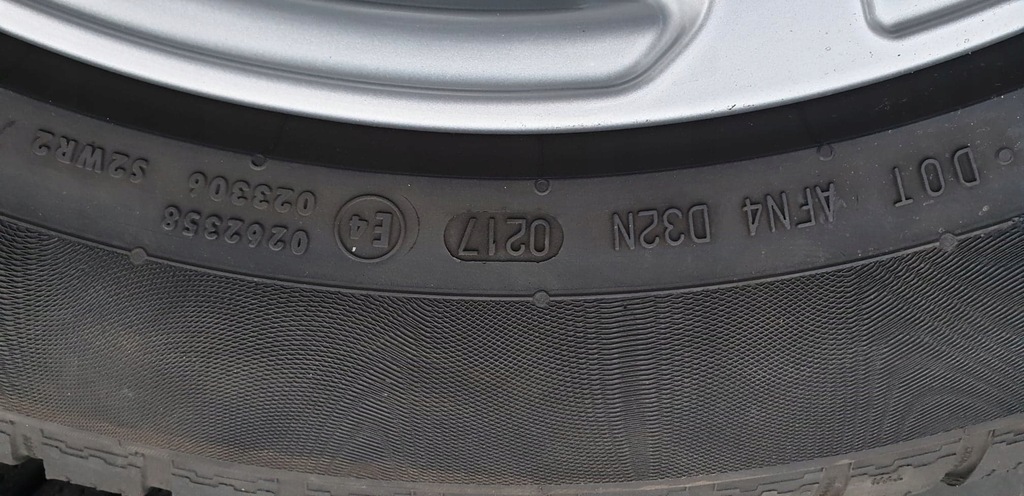 DOT AFN4 D32N 0217 E4 0262358
023306 S2WR2